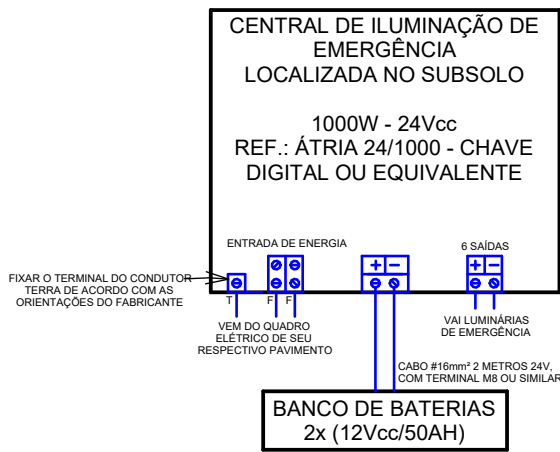 CENTRAL DE ILUMINAÇÃO DE
EMERGÊNCIA
LOCALIZADA NO SUBSOLO
1000W - 24Vcc
REF.: ÁTRIA 24/1000 - CHAVE
DIGITAL OU EQUIVALENTE
ENTRADA DE ENERGIA
6 SAÍDAS
+ -
+ -
FIXAR O TERMINAL DO CONDUTOR
TERRA DE ACORDO COM AS
ORIENTAÇÕES DO FABRICANTE
T
F F
VEM DO QUADRO
ELÉTRICO DE SEU
RESPECTIVO PAVIMENTO
VAI LUMINÁRIAS
DE EMERGÊNCIA
CABO #16mm² 2 METROS 24V,
COM TERMINAL M8 OU SIMILAR
BANCO DE BATERIAS
2x (12Vcc/50AH)